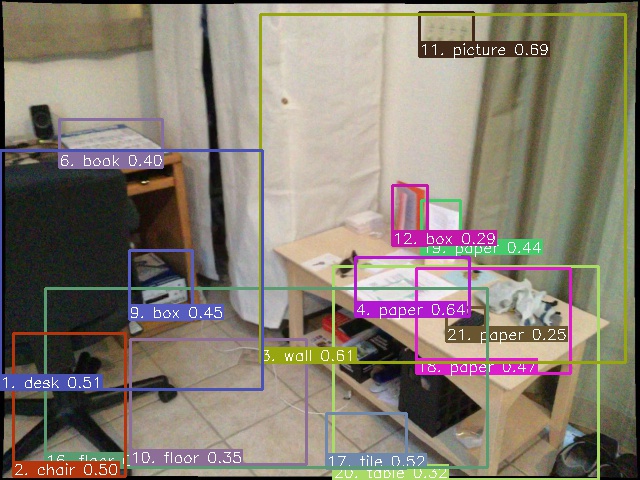 11. picture 0.69
6. book 0.40
12. box 0.29
19. paper 0.44
9. box 0.45
4. paper 0.64
21. paper 0.25
3. wall 0.61
18. paper 0.47
1. desk 0.51
10. floor 0.35
16. floor
17. tile 0.52
2. chair 0.50
20. table 0.32